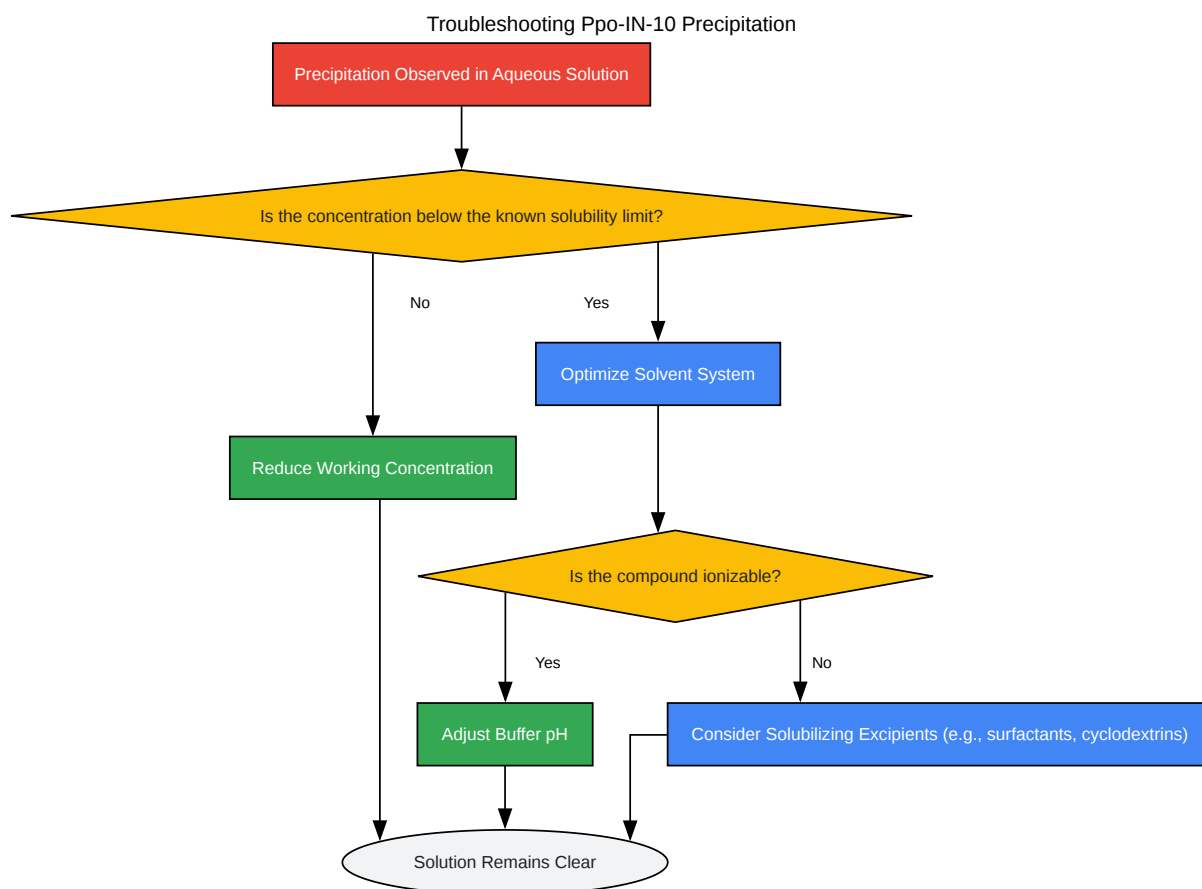 Troubleshooting Ppo-IN-10 Precipitation
Precipitation Observed in Aqueous Solution
Is the concentration below the known solubility limit?
No
Yes
Optimize Solvent System
Reduce Working Concentration
Is the compound ionizable?
Yes
No
Adjust Buffer pH
Consider Solubilizing Excipients (e.g., surfactants, cyclodextrins)
Solution Remains Clear